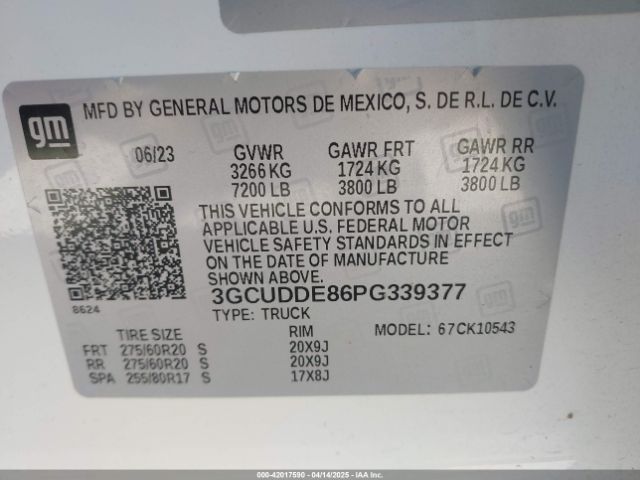 gm
MFD BY GENERAL MOTORS DE MEXICO, S. DE R.L. DE C.V.
06/23 GVWR GAWR FRT GAWR RR
3266 KG 1724 KG 1724 KG
7200 LB 3800 LB 3800 LB
THIS VEHICLE CONFORMS TO ALL
APPLICABLE U.S. FEDERAL MOTOR
VEHICLE SAFETY STANDARDS IN EFFECT
ON THE DATE OF MANUFACTURE
SHOWN ABOVE.
8624
3GCUDDE86PG339377
TYPE: TRUCK
TIRE SIZE RIM MODEL: 67CK10543
FRT 275/60R20 S 20X9J
RR 275/60R20 S 20X9J
SPA 255/80R17 S 17X8J
000-42017590 - 04/14/2025 - IAAI.COM